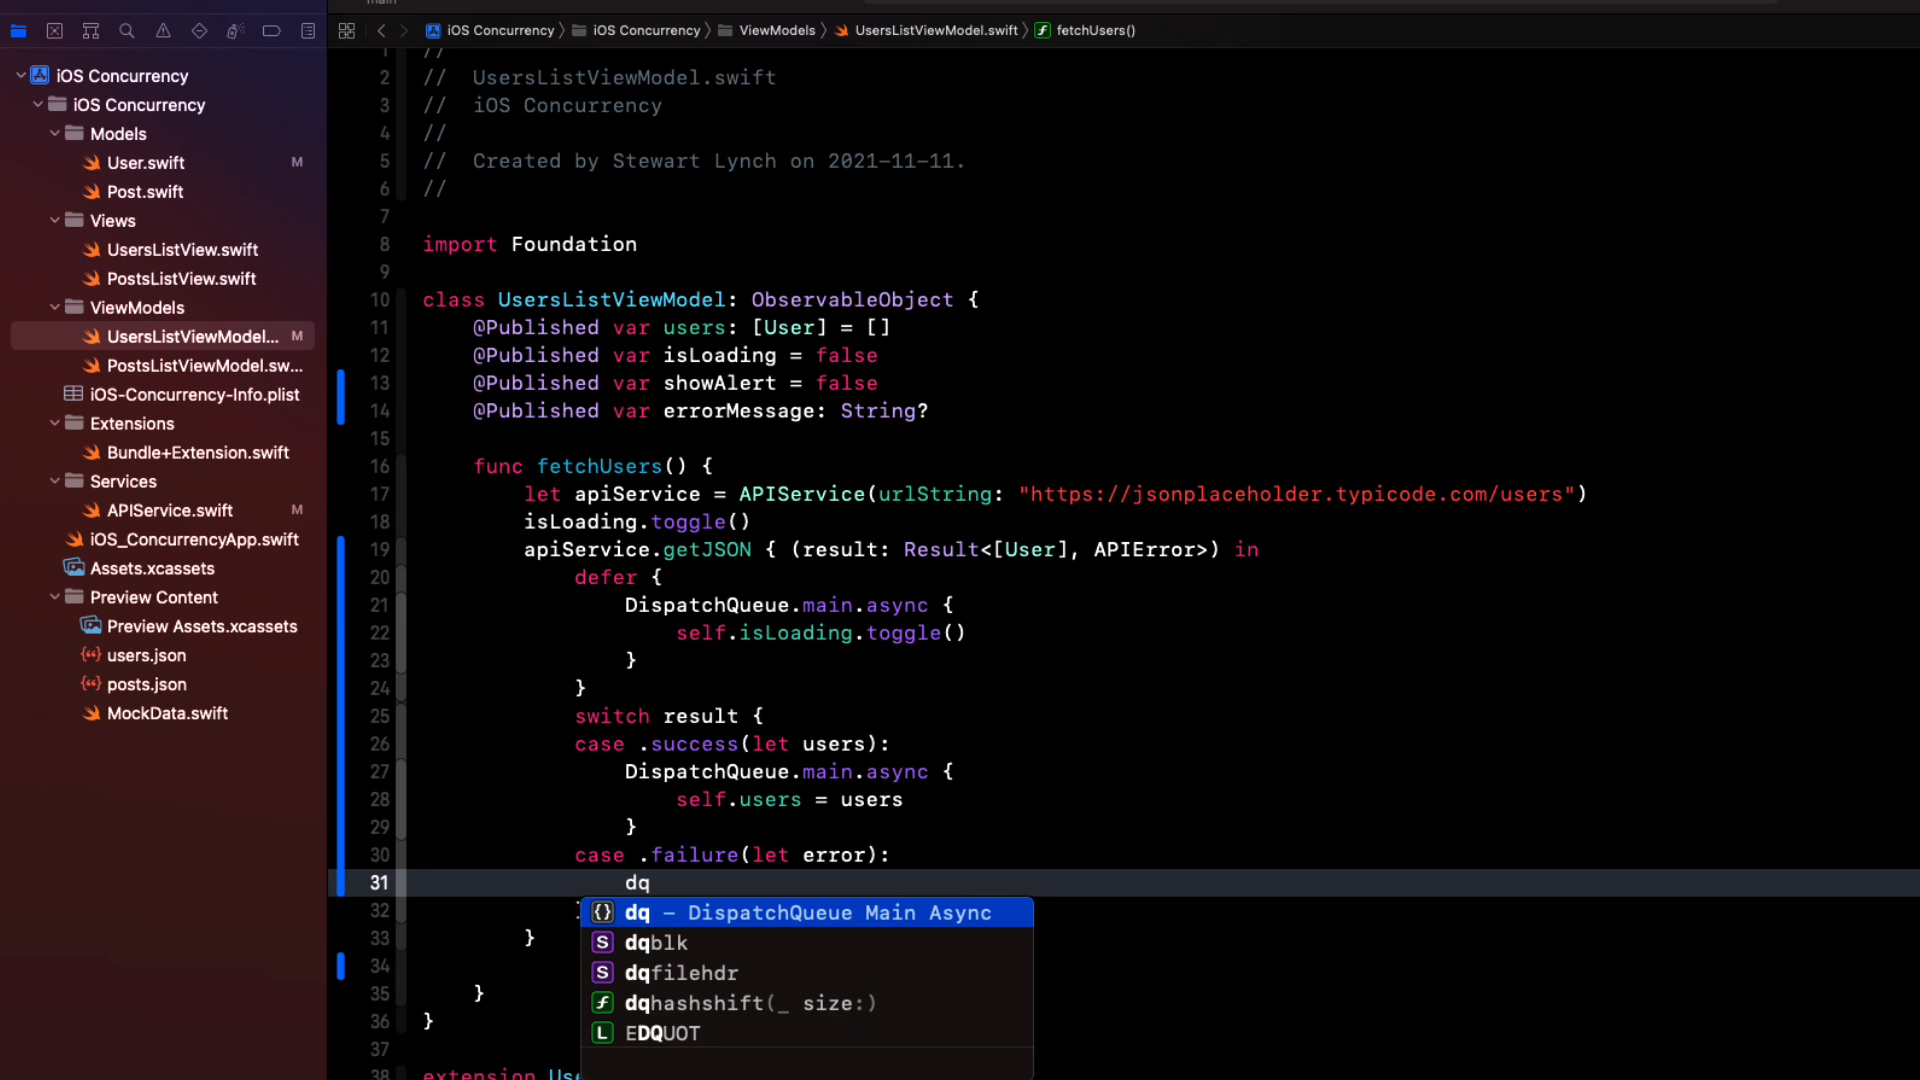 main
iOS Concurrency
iOS Concurrency
Models
User.swift M
Post.swift
Views
UsersListView.swift
PostsListView.swift
ViewModels
UsersListViewModel... M
PostsListViewModel.sw...
iOS-Concurrency-Info.plist
Extensions
Bundle+Extension.swift
Services
APIService.swift M
iOS_ConcurrencyApp.swift
Assets.xcassets
Preview Content
Preview Assets.xcassets
users.json
posts.json
MockData.swift
iOS Concurrency 〉 iOS Concurrency 〉 ViewModels 〉 UsersListViewModel.swift 〉 fetchUsers()
1 //
2 // UsersListViewModel.swift
3 // iOS Concurrency
4 //
5 // Created by Stewart Lynch on 2021-11-11.
6 //
7
8 import Foundation
9
10 class UsersListViewModel: ObservableObject {
11 @Published var users: [User] = []
12 @Published var isLoading = false
13 @Published var showAlert = false
14 @Published var errorMessage: String?
15
16 func fetchUsers() {
17 let apiService = APIService(urlString: "https://jsonplaceholder.typicode.com/users")
18 isLoading.toggle()
19 apiService.getJSON { (result: Result<[User], APIError>) in
20 defer {
21 DispatchQueue.main.async {
22 self.isLoading.toggle()
23 }
24 }
25 switch result {
26 case .success(let users):
27 DispatchQueue.main.async {
28 self.users = users
29 }
30 case .failure(let error):
31 dq
32
33 }
34
35 }
36 }
37
38 extension Use
dq – DispatchQueue Main Async
dqblk
dqfilehdr
dqhashshift(_ size:)
EDQUOT